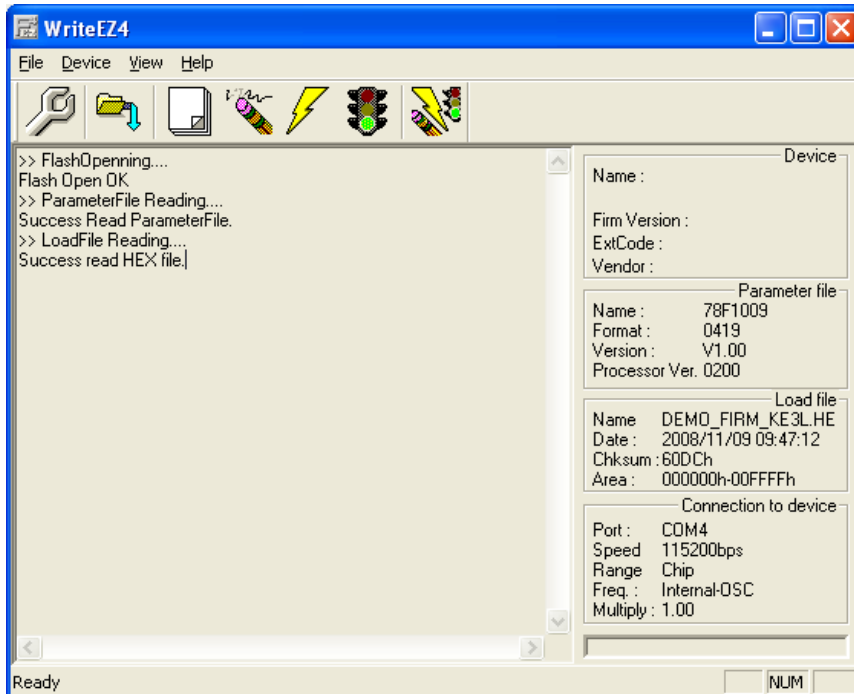 WriteEZ4
File Device View Help
>> FlashOpenning....
Flash Open OK
>> ParameterFile Reading....
Success Read ParameterFile.
>> LoadFile Reading....
Success read HEX file.
Device
Name :
Firm Version :
ExtCode :
Vendor :
Parameter file
Name : 78F1009
Format : 0419
Version : V1.00
Processor Ver. 0200
Load file
Name DEMO_FIRM_KE3L.HE
Date : 2008/11/09 09:47:12
Chksum : 60DCh
Area : 000000h-00FFFFh
Connection to device
Port : COM4
Speed 115200bps
Range Chip
Freq. : Internal-OSC
Multiply : 1.00
Ready
NUM